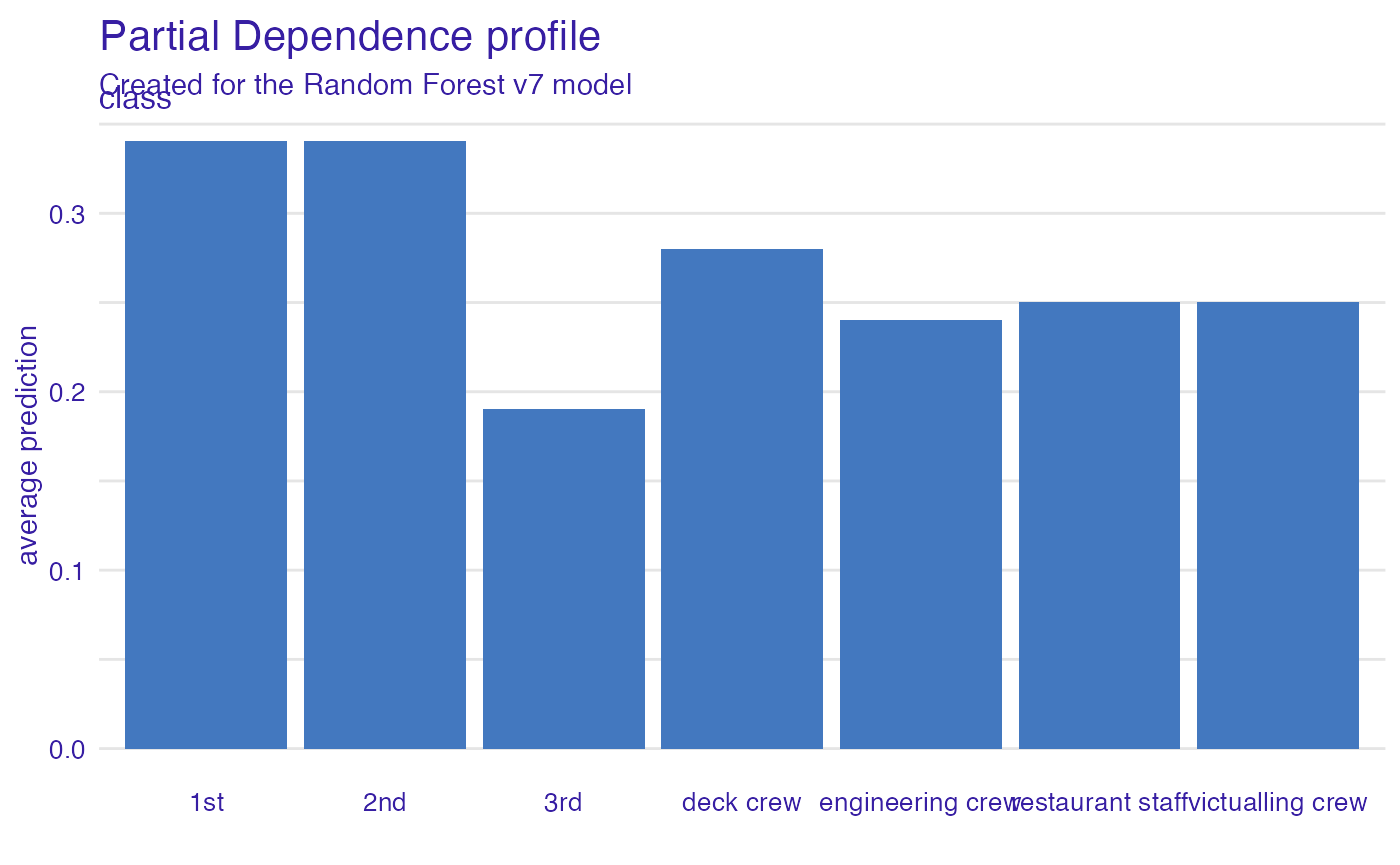 Partial Dependence profile
Created for the Random Forest v7 model
class
average prediction
0.3
0.2
0.1
0.0
1st 2nd 3rd deck crew engineering crew restaurant staff victualling crew